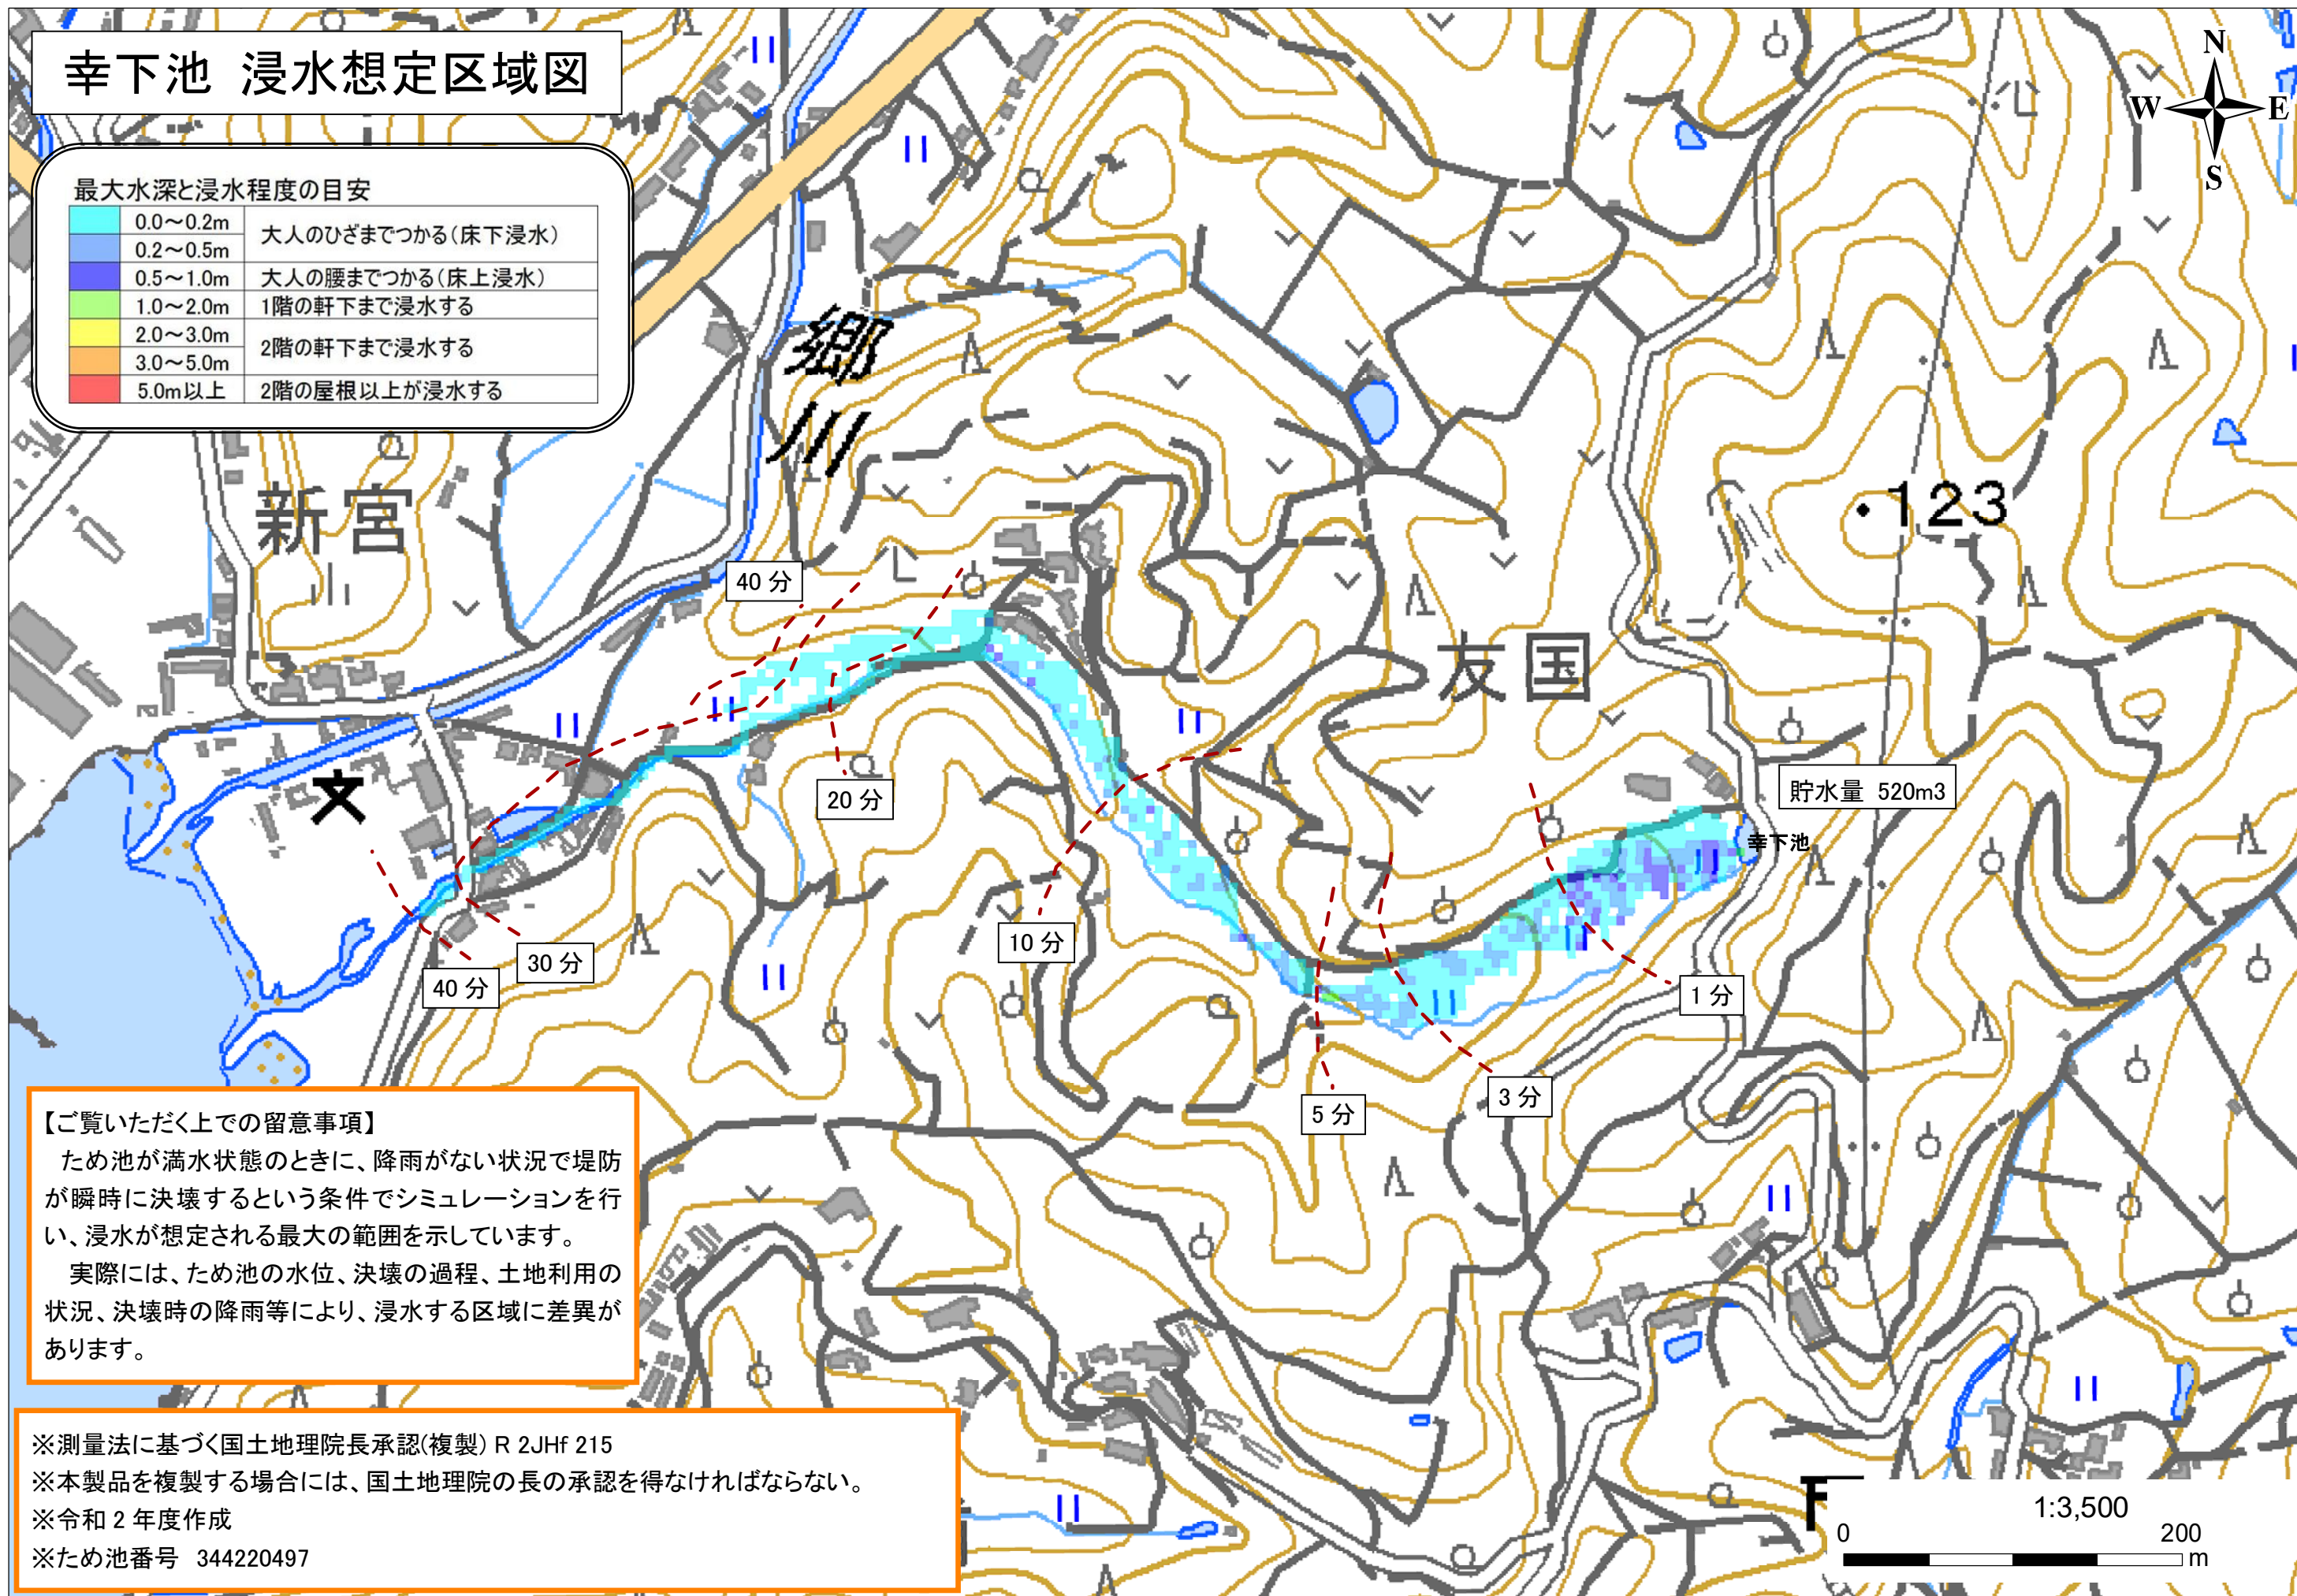 幸下池 浸水想定区域図
N
W E
S
最大水深と浸水程度の目安
0.0～0.2m
大人のひざまでつかる(床下浸水)
0.2～0.5m
0.5～1.0m 大人の腰までつかる(床上浸水)
1.0～2.0m 1階の軒下まで浸水する
2.0～3.0m
2階の軒下まで浸水する
3.0～5.0m
5.0m以上 2階の屋根以上が浸水する
郷
川
新宮
123
40 分
友国
20 分
貯水量 520m3
幸下池
10 分
30 分
40 分
1 分
3 分
5 分
【ご覧いただく上での留意事項】
ため池が満水状態のときに、降雨がない状況で堤防
が瞬時に決壊するという条件でシミュレーションを行
い、浸水が想定される最大の範囲を示しています。
実際には、ため池の水位、決壊の過程、土地利用の
状況、決壊時の降雨等により、浸水する区域に差異が
あります。
※測量法に基づく国土地理院長承認(複製) R 2JHf 215
※本製品を複製する場合には、国土地理院の長の承認を得なければならない。
※令和 2 年度作成
※ため池番号 344220497
1:3,500
0 200
m